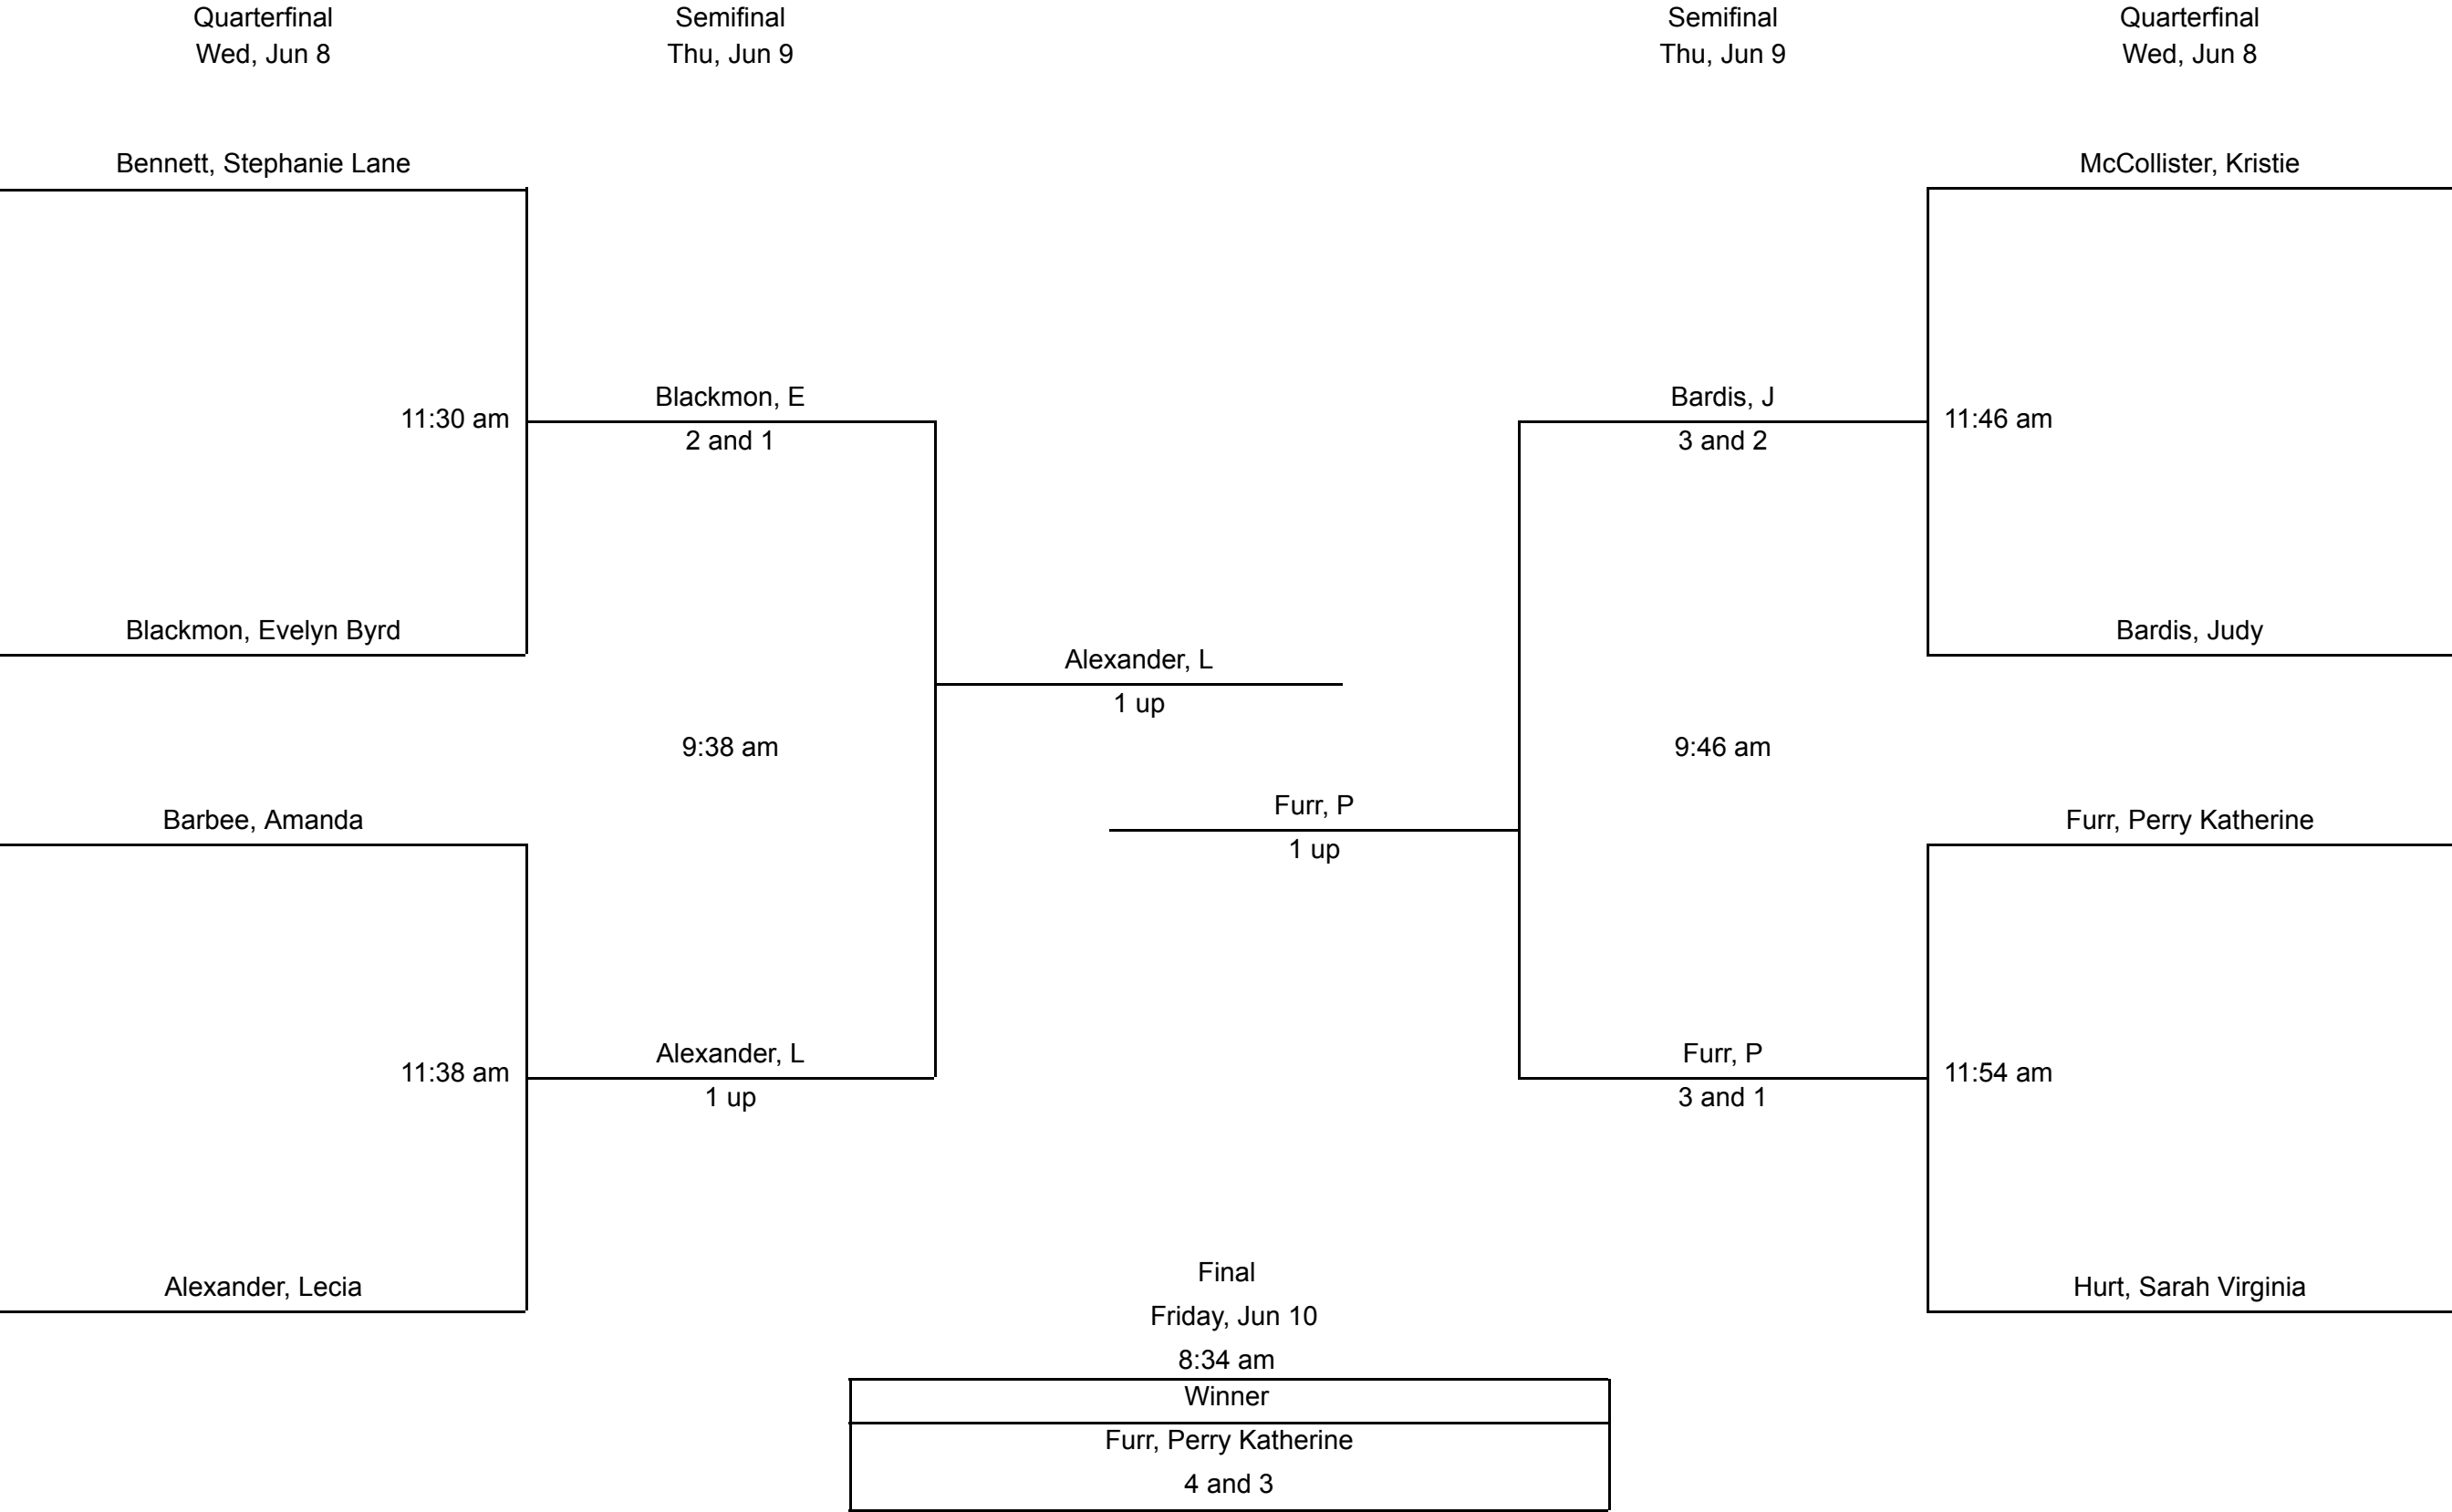 Quarterfinal
Wed, Jun 8
Semifinal
Thu, Jun 9
Semifinal
Thu, Jun 9
Quarterfinal
Wed, Jun 8
Bennett, Stephanie Lane
11:30 am
Blackmon, Evelyn Byrd
Barbee, Amanda
11:38 am
Alexander, Lecia
Blackmon, E
2 and 1
9:38 am
Alexander, L
1 up
Alexander, L
1 up
Furr, P
1 up
Bardis, J
3 and 2
9:46 am
Furr, P
3 and 1
McCollister, Kristie
11:46 am
Bardis, Judy
Furr, Perry Katherine
11:54 am
Hurt, Sarah Virginia
Final
Friday, Jun 10
8:34 am
Winner
Furr, Perry Katherine
4 and 3